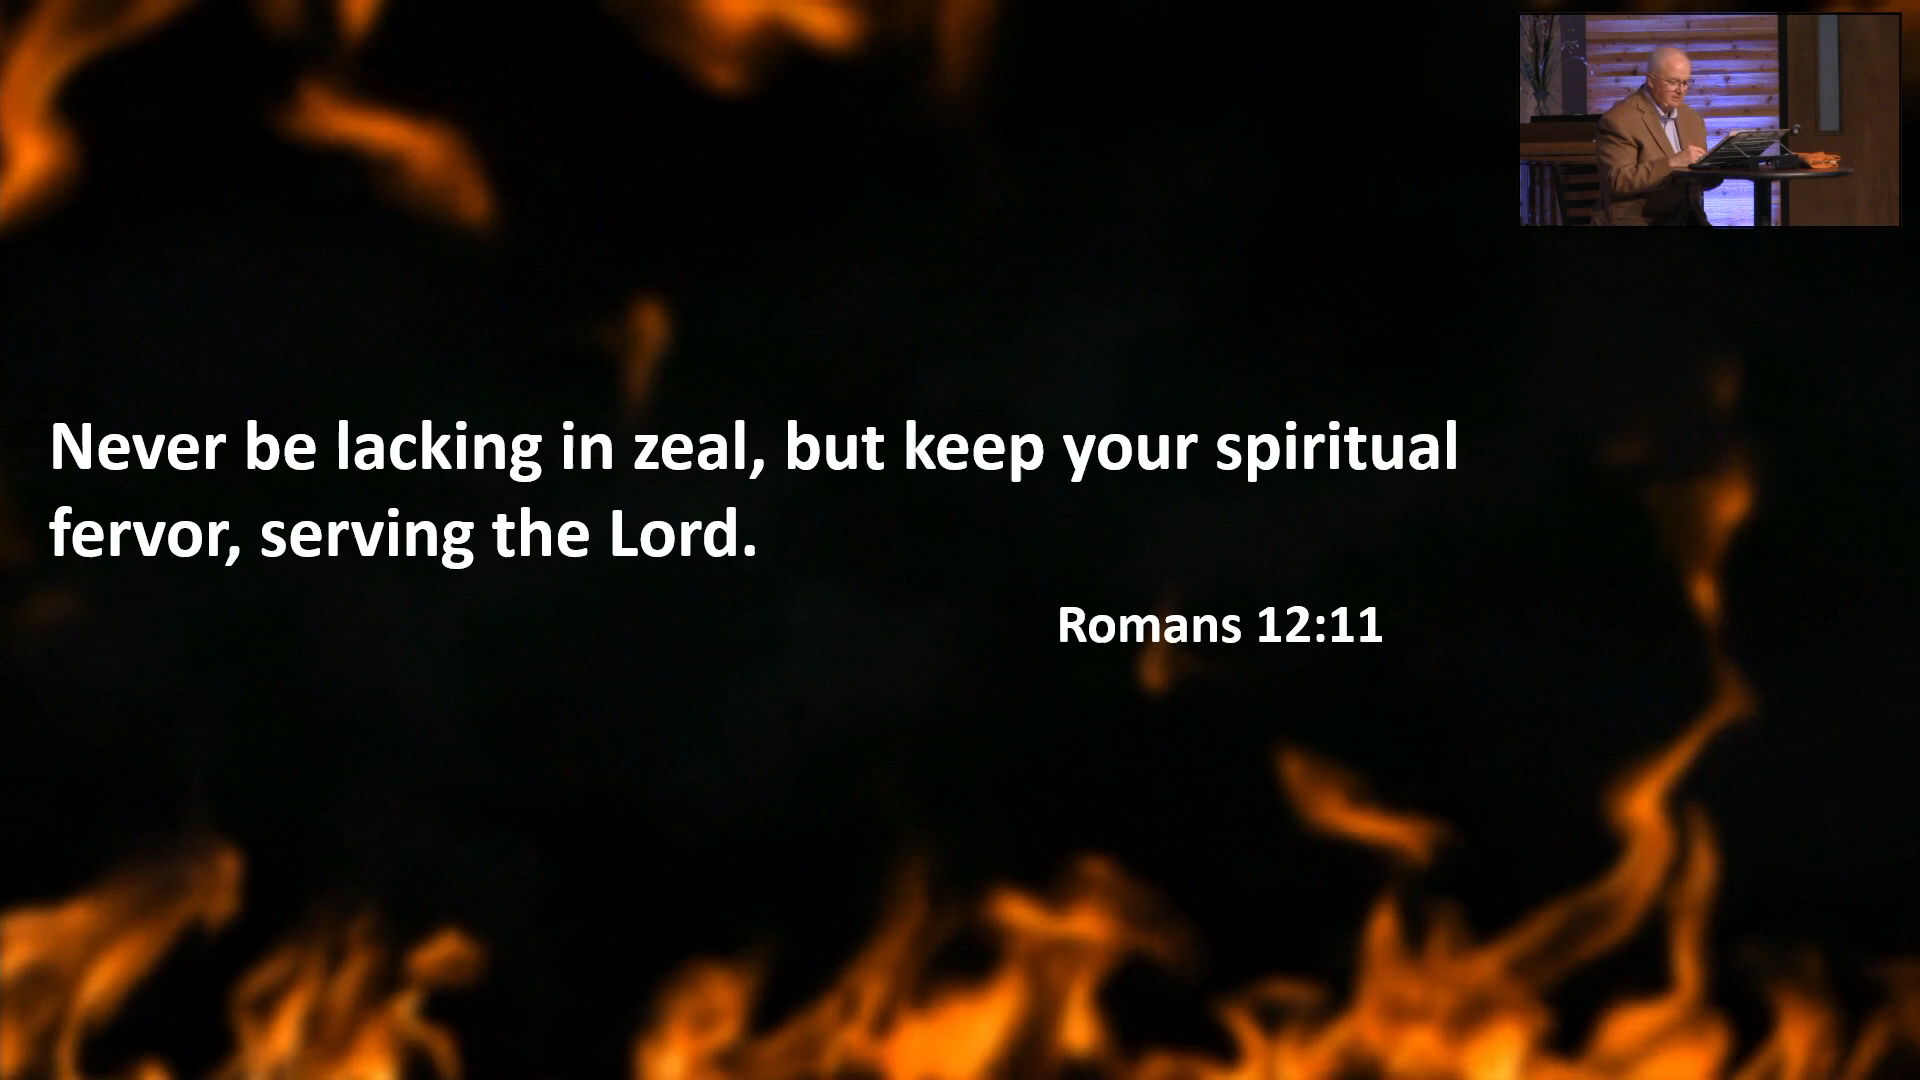 Never be lacking in zeal, but keep your spiritual
fervor, serving the Lord.
Romans 12:11